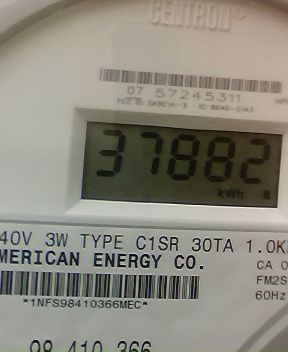 CENTRON®
07 57245311
37882
kWh
40V 3W TYPE C1SR 30TA 1.0K
MERICAN ENERGY CO.
CA 0
FM2S
60Hz
*1NFS98410366MEC*
98 410 366